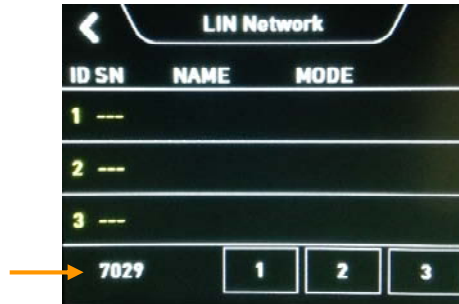 LIN Network
ID SN NAME MODE
1 ---
2 ---
3 ---
7029 1 2 3